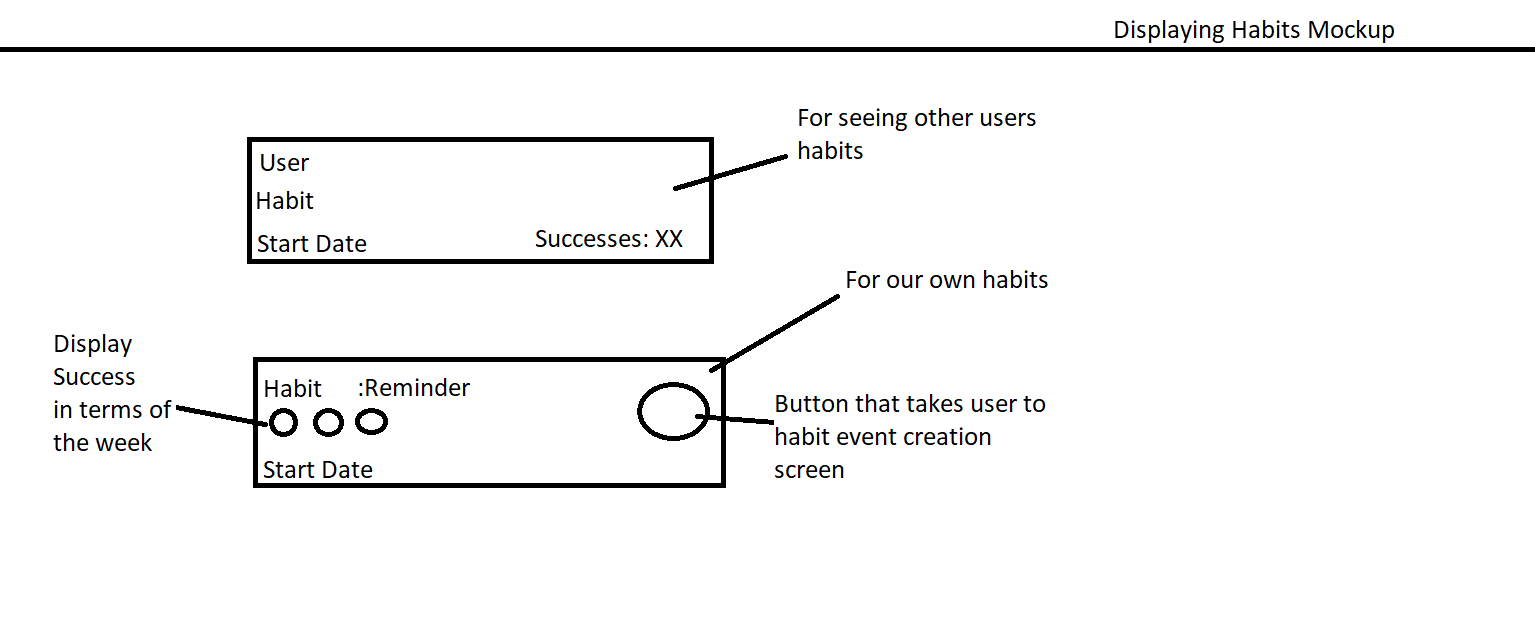 Displaying Habits Mockup
For seeing other users
habits
User
Habit
Start Date
Successes: XX
For our own habits
Display
Success
in terms of
the week
Habit :Reminder
Start Date
Button that takes user to
habit event creation
screen